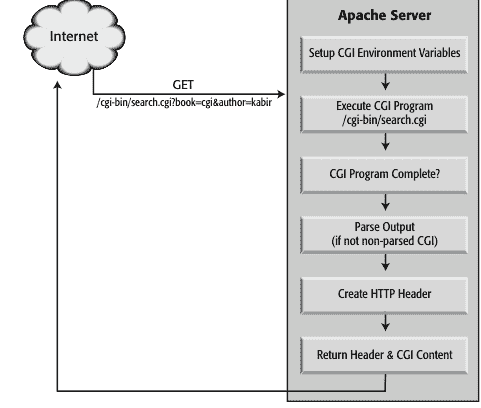 Apache Server
Internet
Setup CGI Environment Variables
GET
/cgi-bin/search.cgi?book=cgi&author=kabir
Execute CGI Program
/cgi-bin/search.cgi
CGI Program Complete?
Parse Output
(if not non-parsed CGI)
Create HTTP Header
Return Header & CGI Content